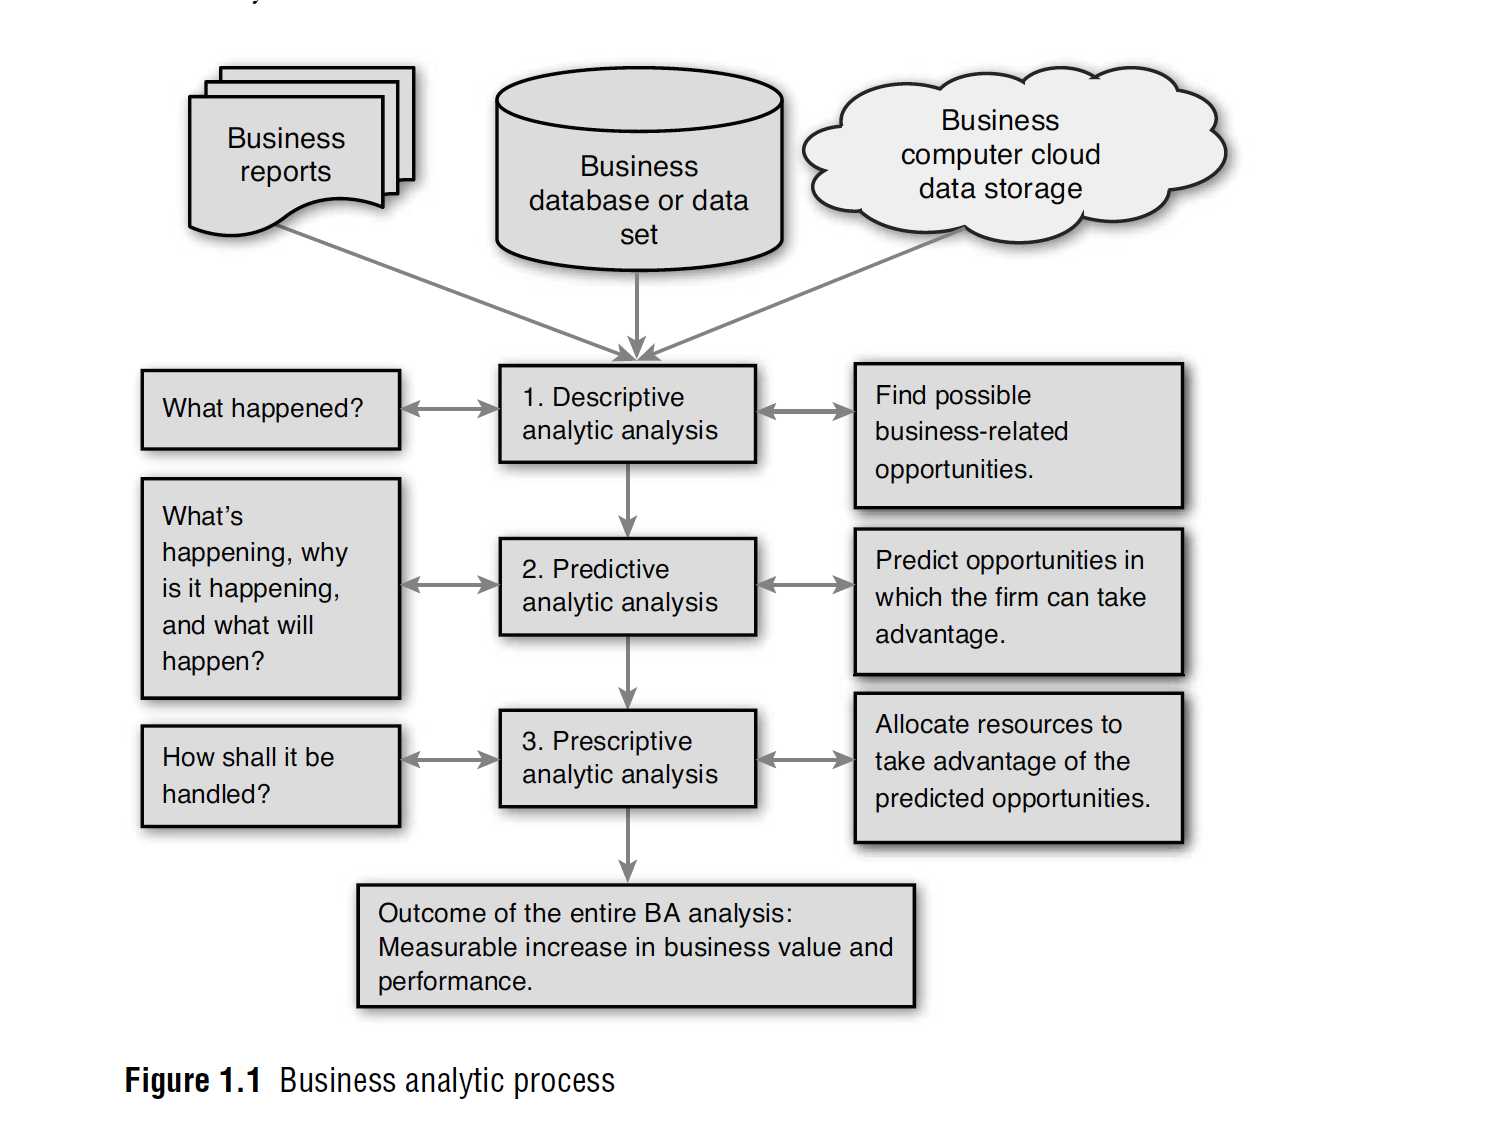 Business
reports
Business
database or data
set
Business
computer cloud
data storage
What happened?
1. Descriptive
analytic analysis
Find possible
business-related
opportunities.
What’s
happening, why
is it happening,
and what will
happen?
2. Predictive
analytic analysis
Predict opportunities in
which the firm can take
advantage.
How shall it be
handled?
3. Prescriptive
analytic analysis
Allocate resources to
take advantage of the
predicted opportunities.
Outcome of the entire BA analysis:
Measurable increase in business value and
performance.
Figure 1.1 Business analytic process